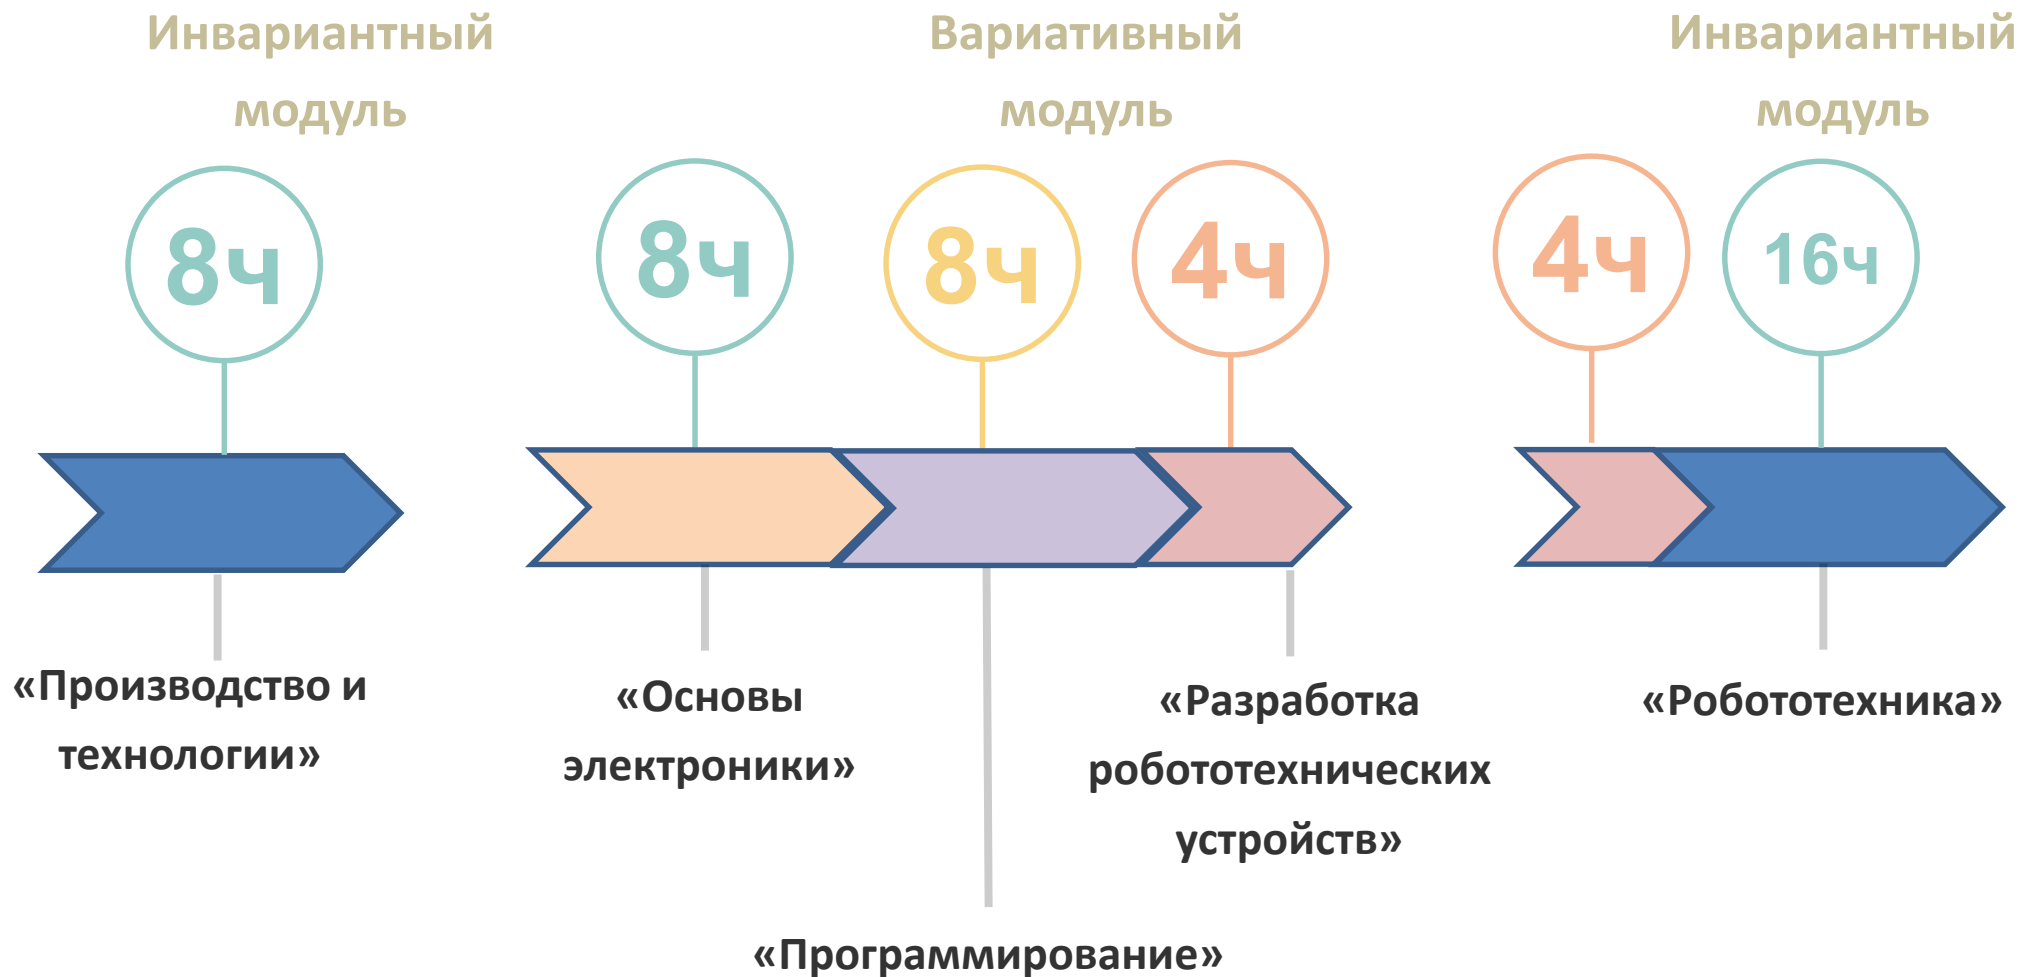 Инвариантный
модуль
Вариативный
модуль
Инвариантный
модуль
8ч
8ч
8ч
4ч
4ч
16ч
«Производство и
технологии»
«Основы
электроники»
«Разработка
робототехнических
устройств»
«Робототехника»
«Программирование»